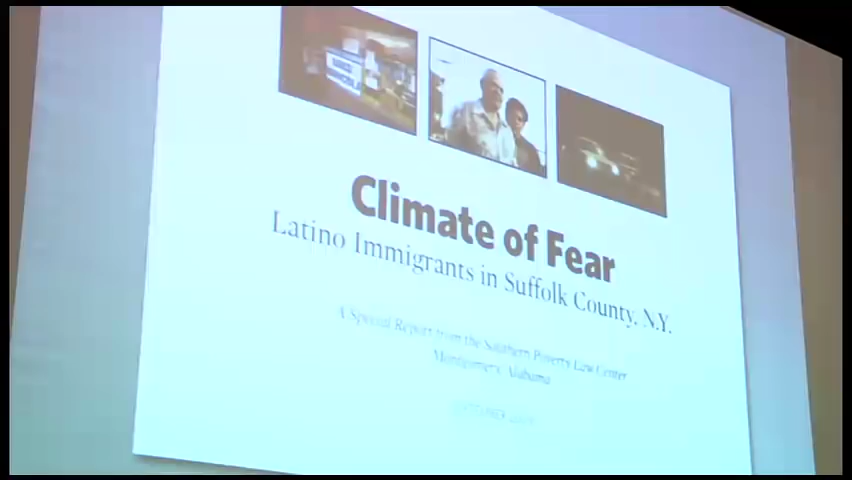 Climate of Fear
Latino Immigrants in Suffolk County, N.Y.
A Special Report from the Southern Poverty Law Center
Montgomery, Alabama